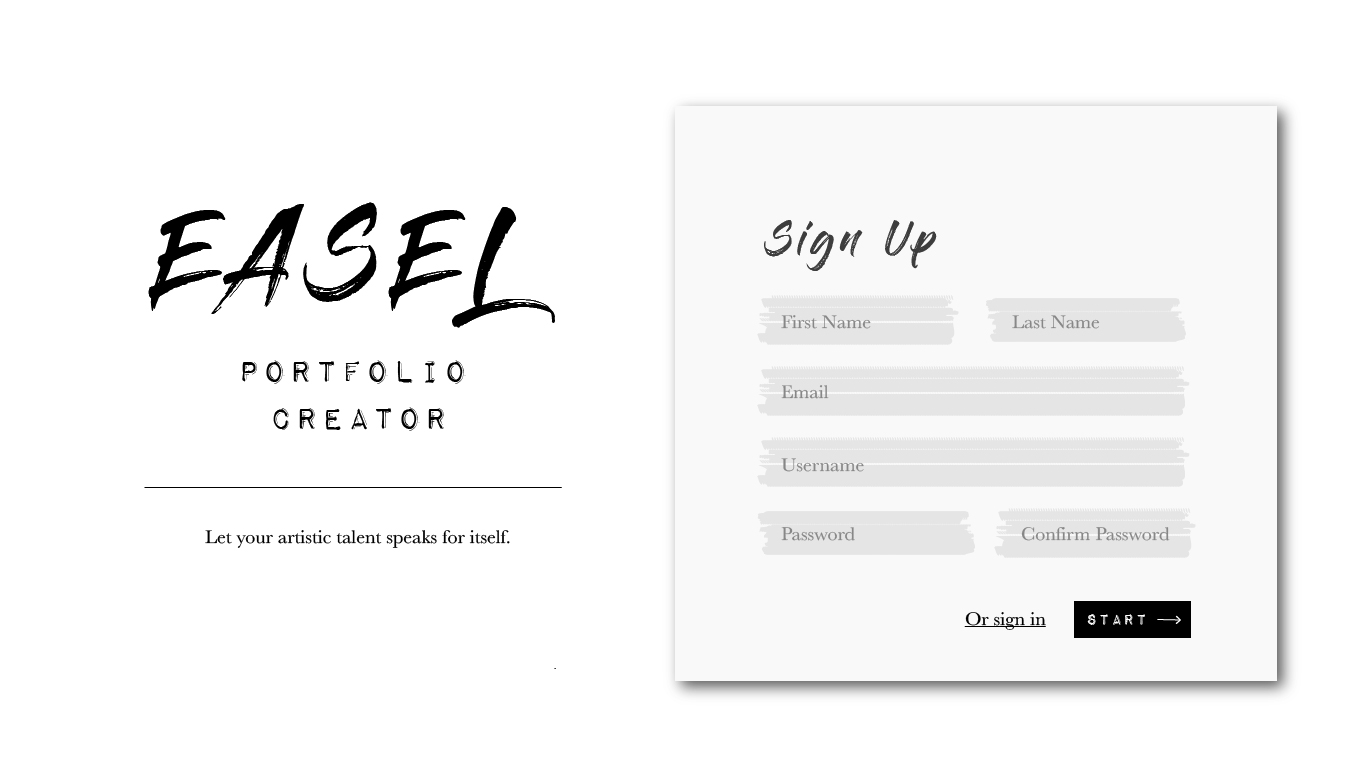 EASEL
PORTFOLIO
CREATOR
Let your artistic talent speaks for itself.
Sign Up
First Name
Last Name
Email
Username
Password
Confirm Password
Or sign in
START